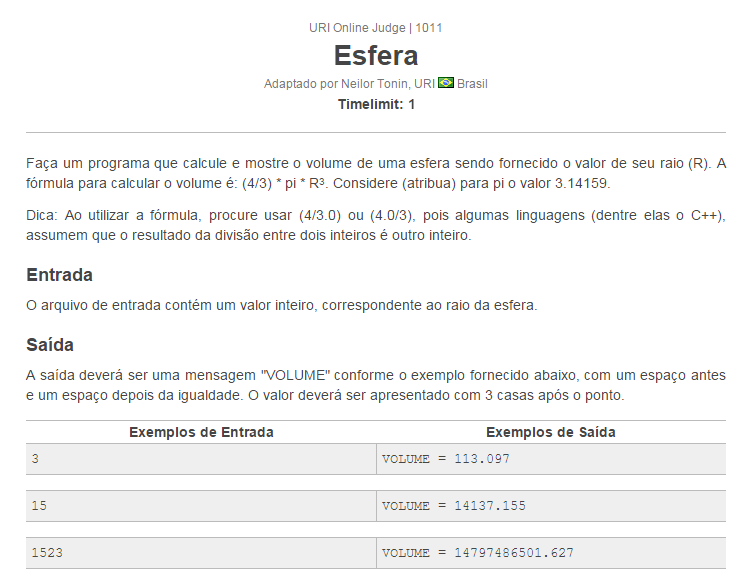 URI Online Judge | 1011
Esfera
Adaptado por Neilor Tonin, URI Brasil
Timelimit: 1
Faça um programa que calcule e mostre o volume de uma esfera sendo fornecido o valor de seu raio (R). A
fórmula para calcular o volume é: (4/3) * pi * R³. Considere (atribua) para pi o valor 3.14159.
Dica: Ao utilizar a fórmula, procure usar (4/3.0) ou (4.0/3), pois algumas linguagens (dentre elas o C++),
assumem que o resultado da divisão entre dois inteiros é outro inteiro.
Entrada
O arquivo de entrada contém um valor inteiro, correspondente ao raio da esfera.
Saída
A saída deverá ser uma mensagem "VOLUME" conforme o exemplo fornecido abaixo, com um espaço antes
e um espaço depois da igualdade. O valor deverá ser apresentado com 3 casas após o ponto.
Exemplos de Entrada Exemplos de Saída
3 VOLUME = 113.097
15 VOLUME = 14137.155
1523 VOLUME = 14797486501.627